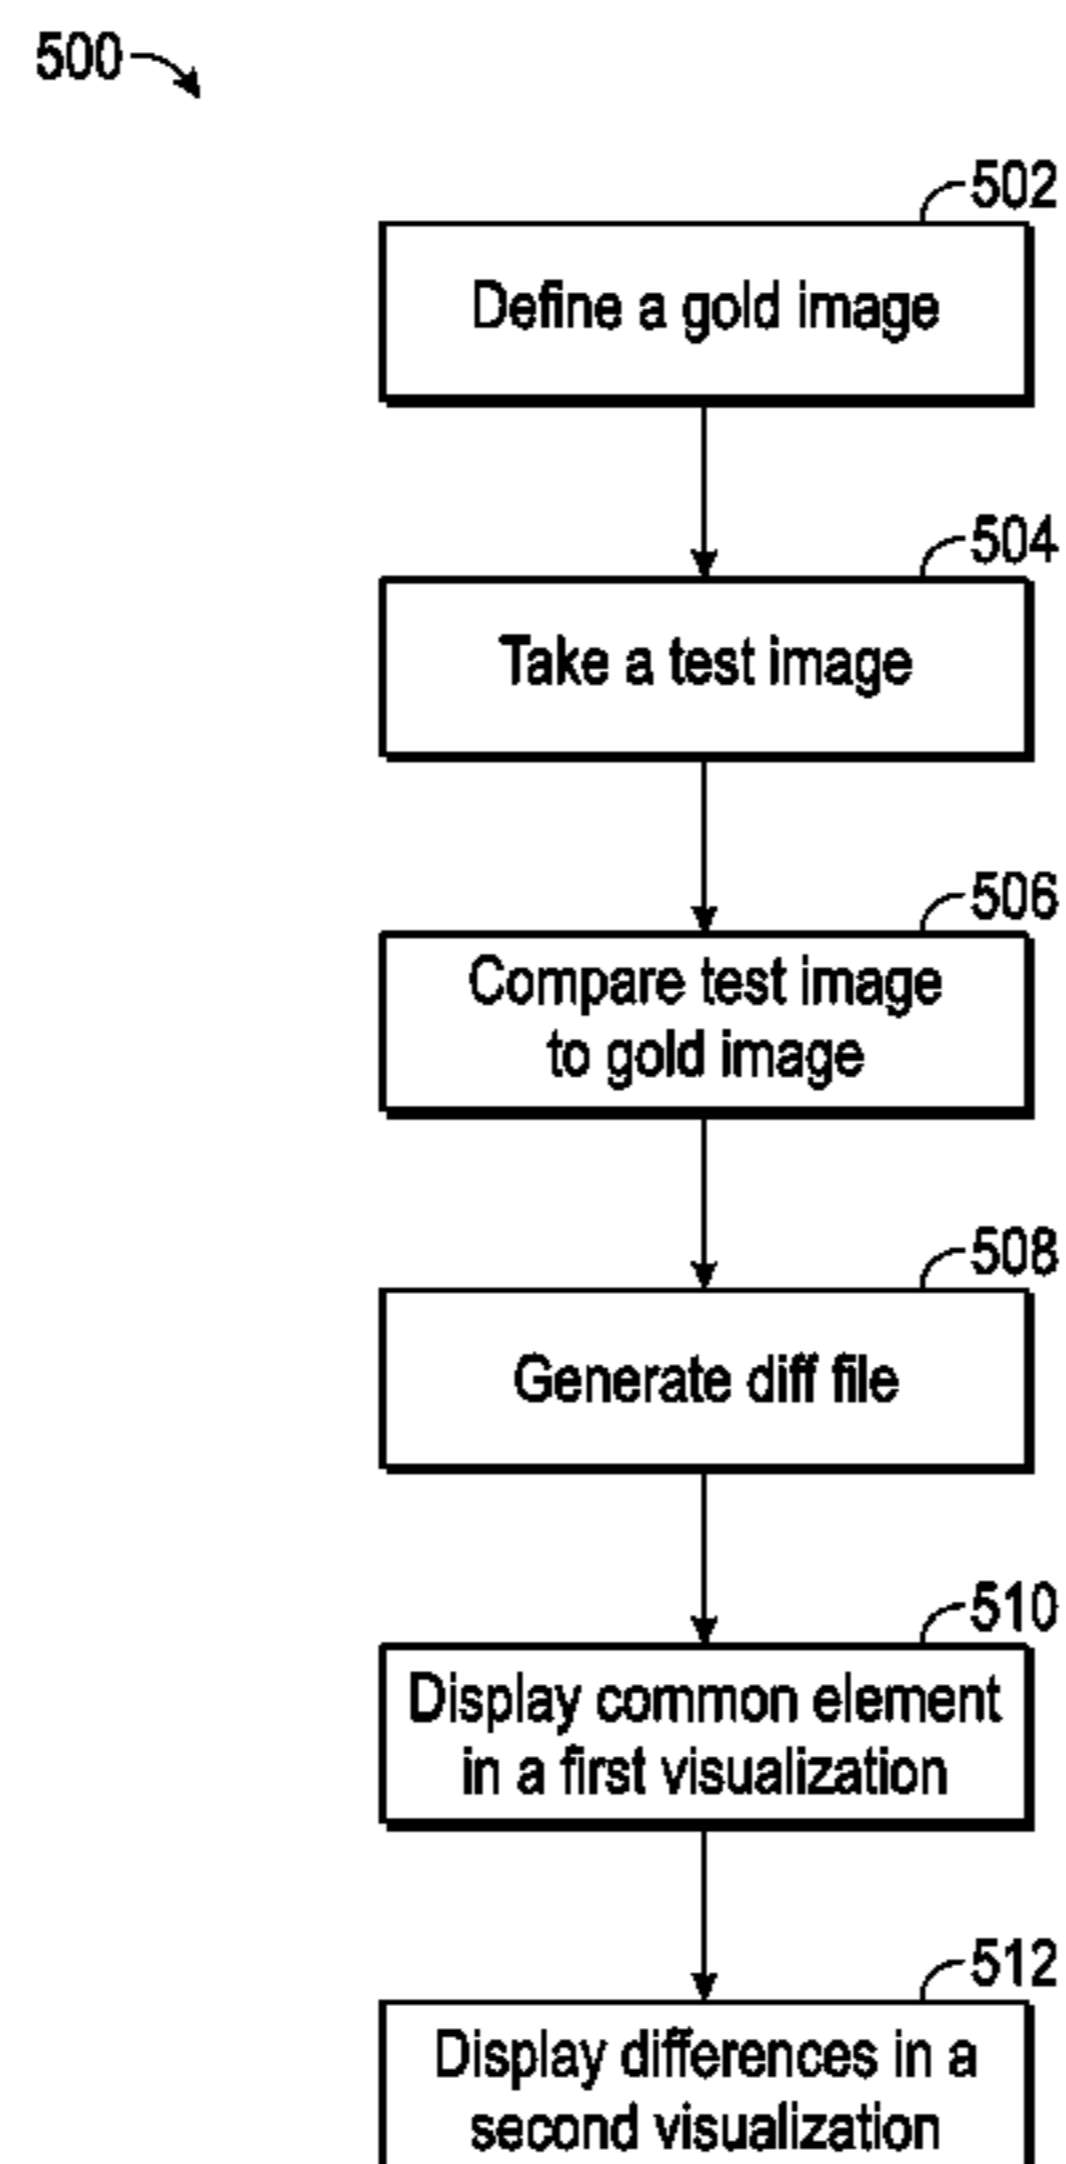 500
502
Define a gold image
504
Take a test image
506
Compare test image
to gold image
508
Generate diff file
510
Display common element
in a first visualization
512
Display differences in a
second visualization